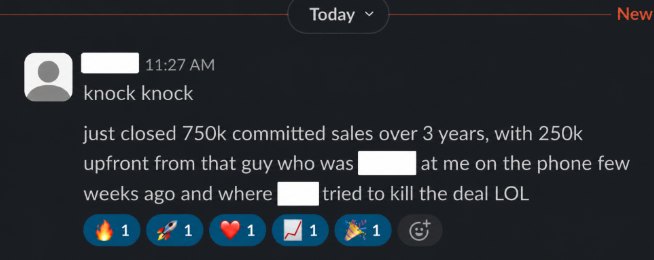 Today
New
11:27 AM
knock knock
just closed 750k committed sales over 3 years, with 250k
upfront from that guy who was at me on the phone few
weeks ago and where tried to kill the deal LOL
1 1 1 1 1